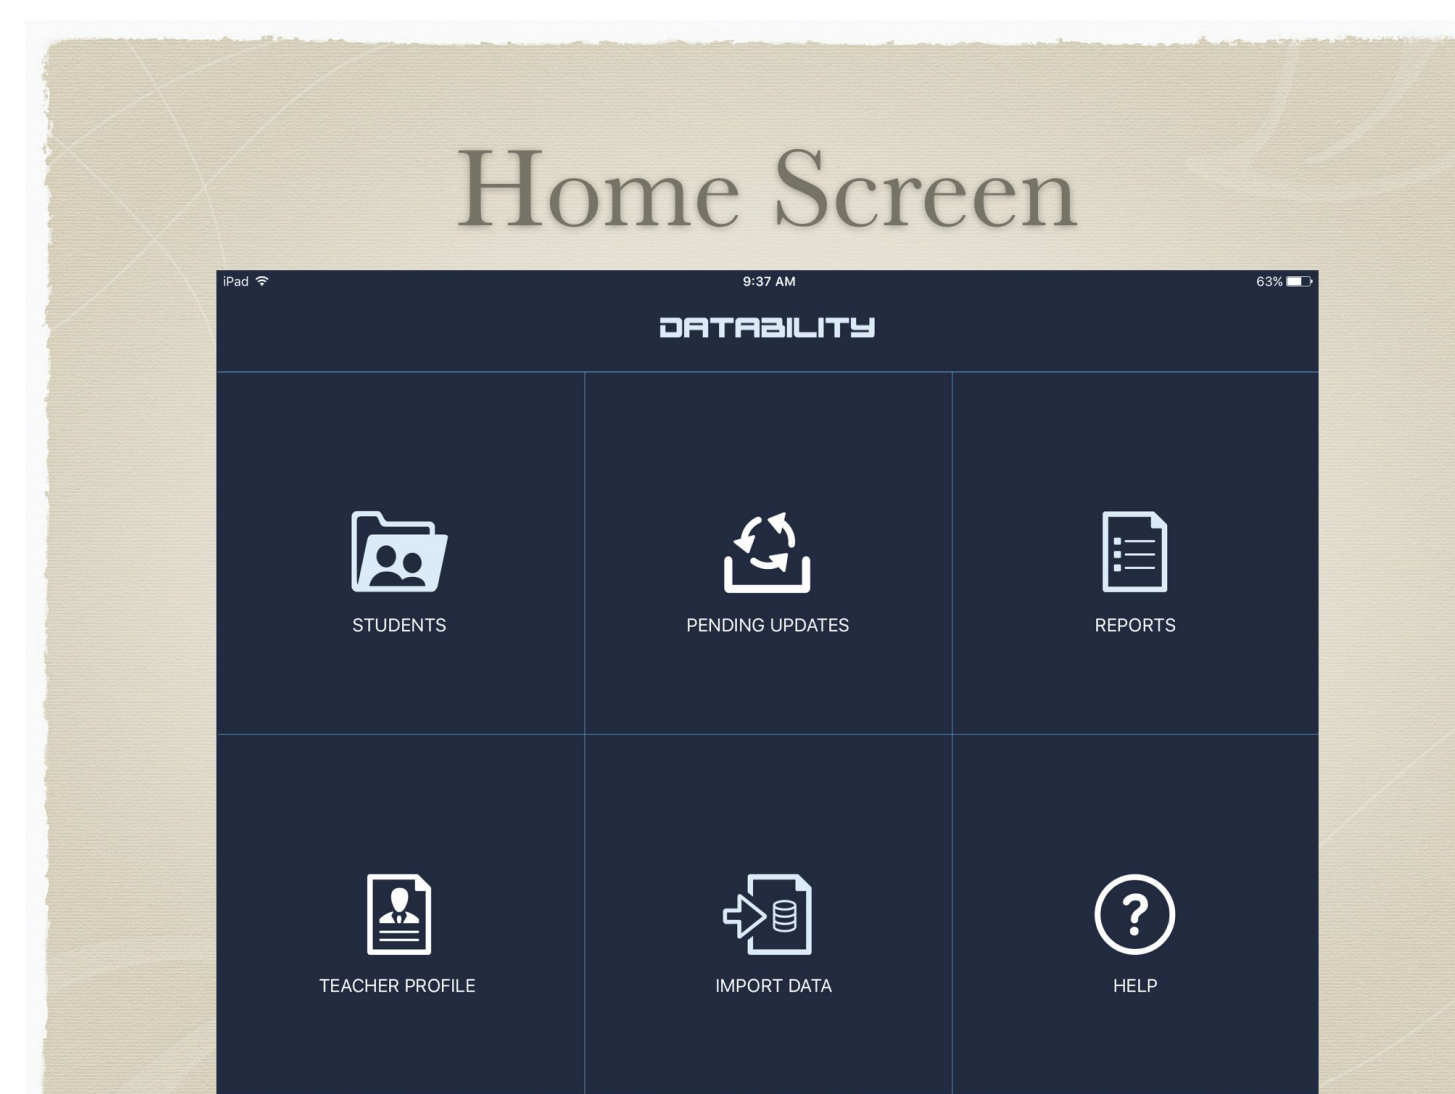 Home Screen
iPad 9:37 AM 63%
DATABILITY
STUDENTS PENDING UPDATES REPORTS
TEACHER PROFILE IMPORT DATA HELP